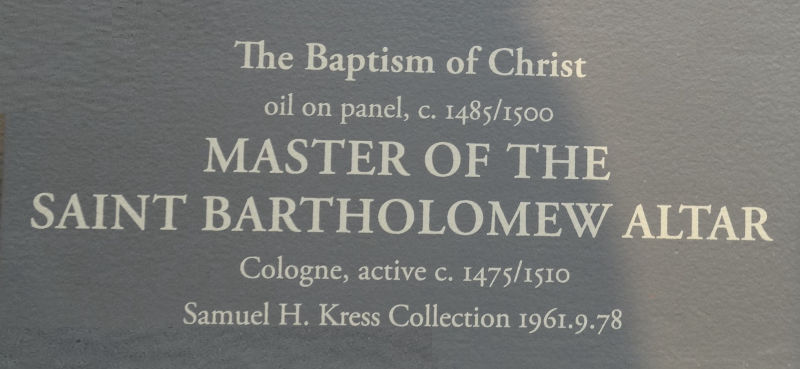 The Baptism of Christ
oil on panel, c. 1485/1500
MASTER OF THE
SAINT BARTHOLOMEW ALTAR
Cologne, active c. 1475/1510
Samuel H. Kress Collection 1961.9.78